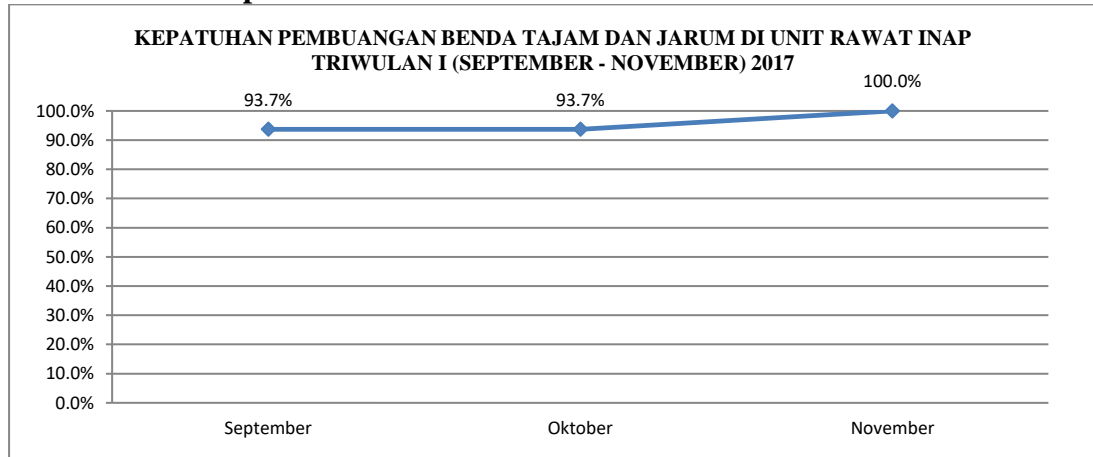 KEPATUHAN PEMBUANGAN BENDA TAJAM DAN JARUM DI UNIT RAWAT INAP
TRIWULAN I (SEPTEMBER - NOVEMBER) 2017
93.7%
93.7%
100.0%
100.0%
90.0%
80.0%
70.0%
60.0%
50.0%
40.0%
30.0%
20.0%
10.0%
0.0%
September
Oktober
November